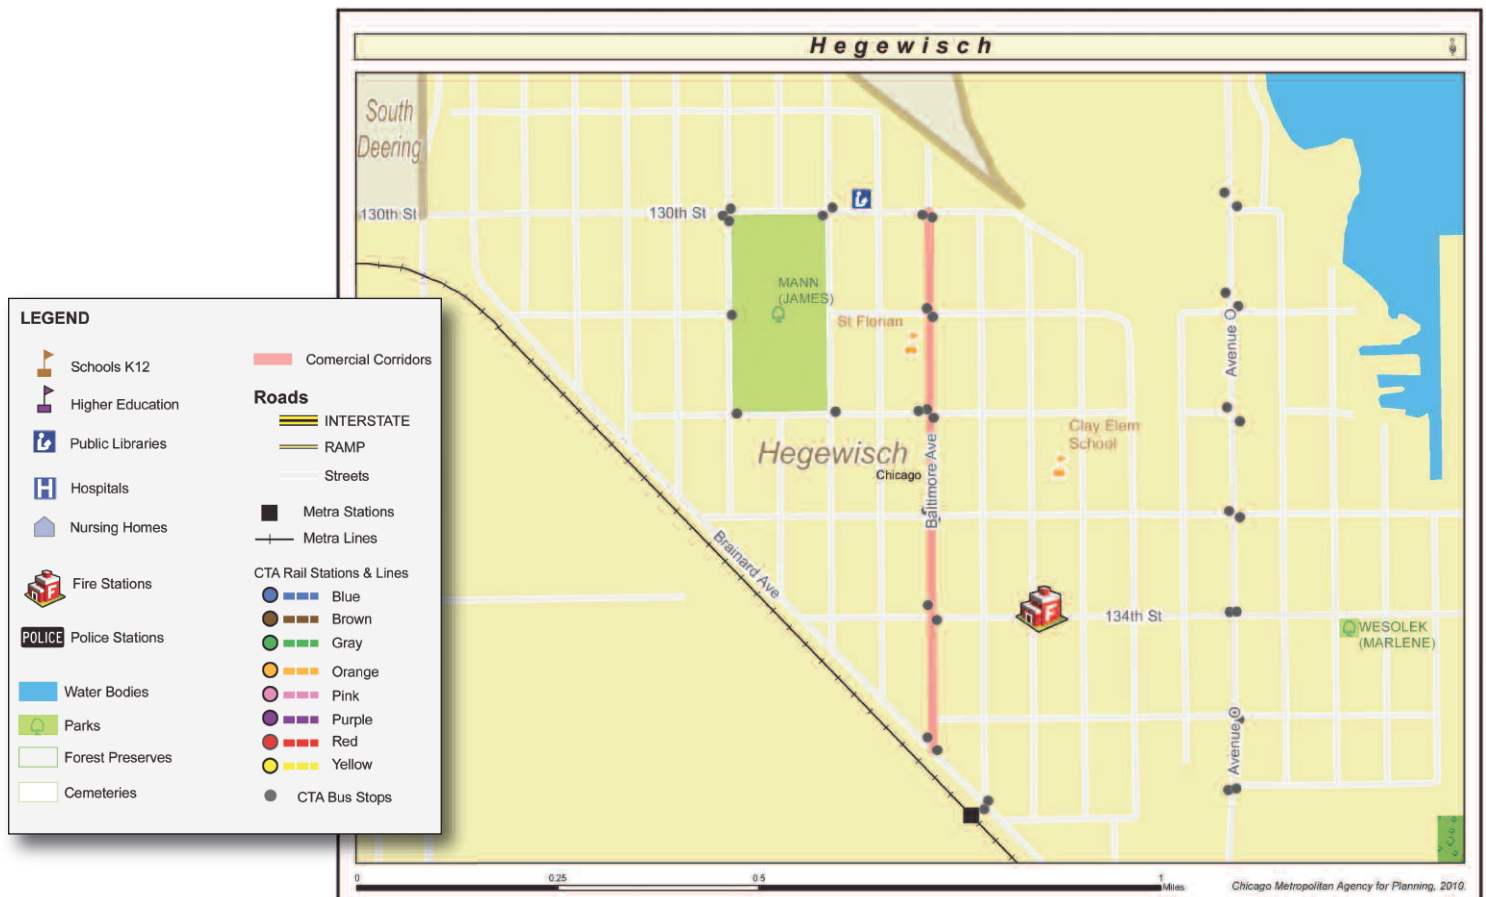 Hegewisch
South
Deering
130th St
130th St
MANN
(JAMES)
St Florian
Avenue O
Clay Elem
School
Hegewisch
Chicago
Baltimore Ave
Brainard Ave
134th St
WESOLEK
(MARLENE)
Avenue O
LEGEND
Schools K12
Higher Education
Public Libraries
H
Hospitals
Nursing Homes
F
Fire Stations
POLICE
Police Stations
Water Bodies
Parks
Forest Preserves
Cemeteries
Comercial Corridors
Roads
INTERSTATE
RAMP
Streets
Metra Stations
Metra Lines
CTA Rail Stations & Lines
Blue
Brown
Gray
Orange
Pink
Purple
Red
Yellow
CTA Bus Stops
F
0
0.25
0.5
1
Miles
Chicago Metropolitan Agency for Planning, 2010.